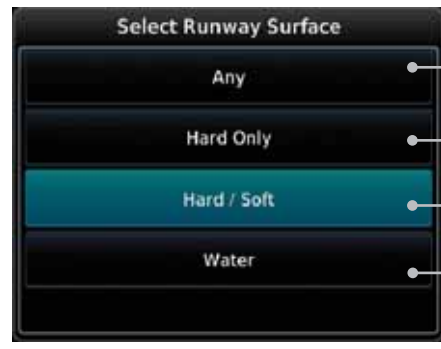 Select Runway Surface
Any
Hard Only
Hard / Soft
Water